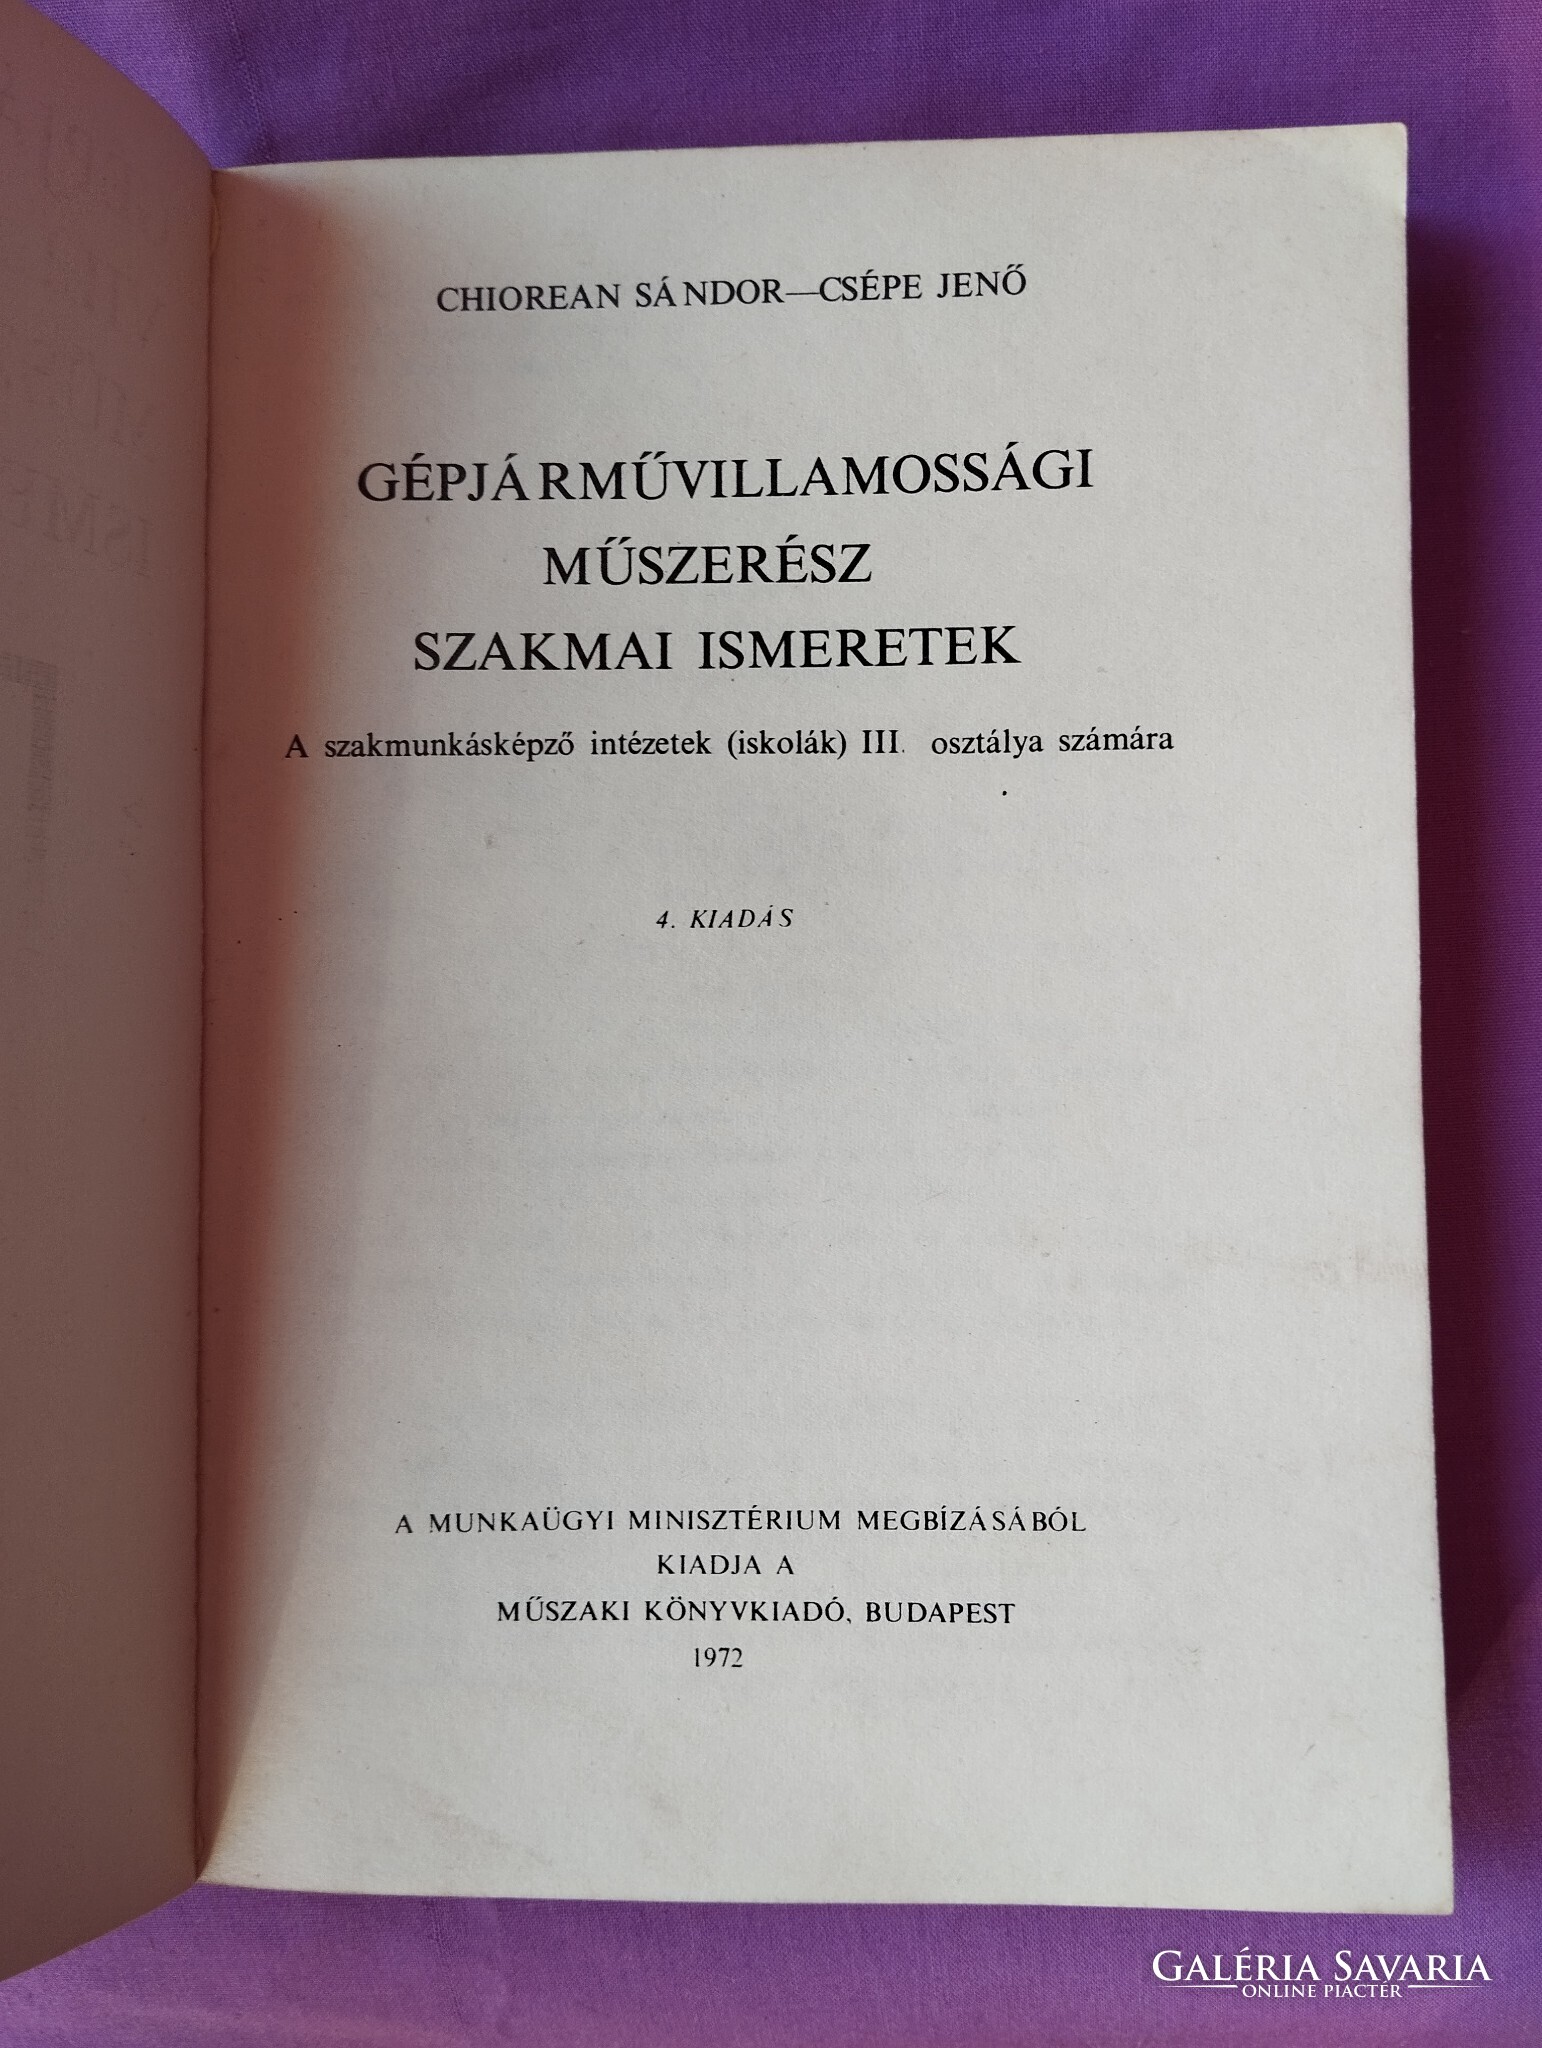 CHIOREAN SÁNDOR—CSÉPE JENŐ
GÉPJÁRMŰVILLAMOSSÁGI
MŰSZERÉSZ
SZAKMAI ISMERETEK
A szakmunkásképző intézetek (iskolák) III. osztálya számára
4. KIADÁS
A MUNKAÜGYI MINISZTÉRIUM MEGBÍZÁSÁBÓL
KIADJA A
MŰSZAKI KÖNYVKIADÓ, BUDAPEST
1972
GALÉRIA SAVARIA
ONLINE PIACTÉR